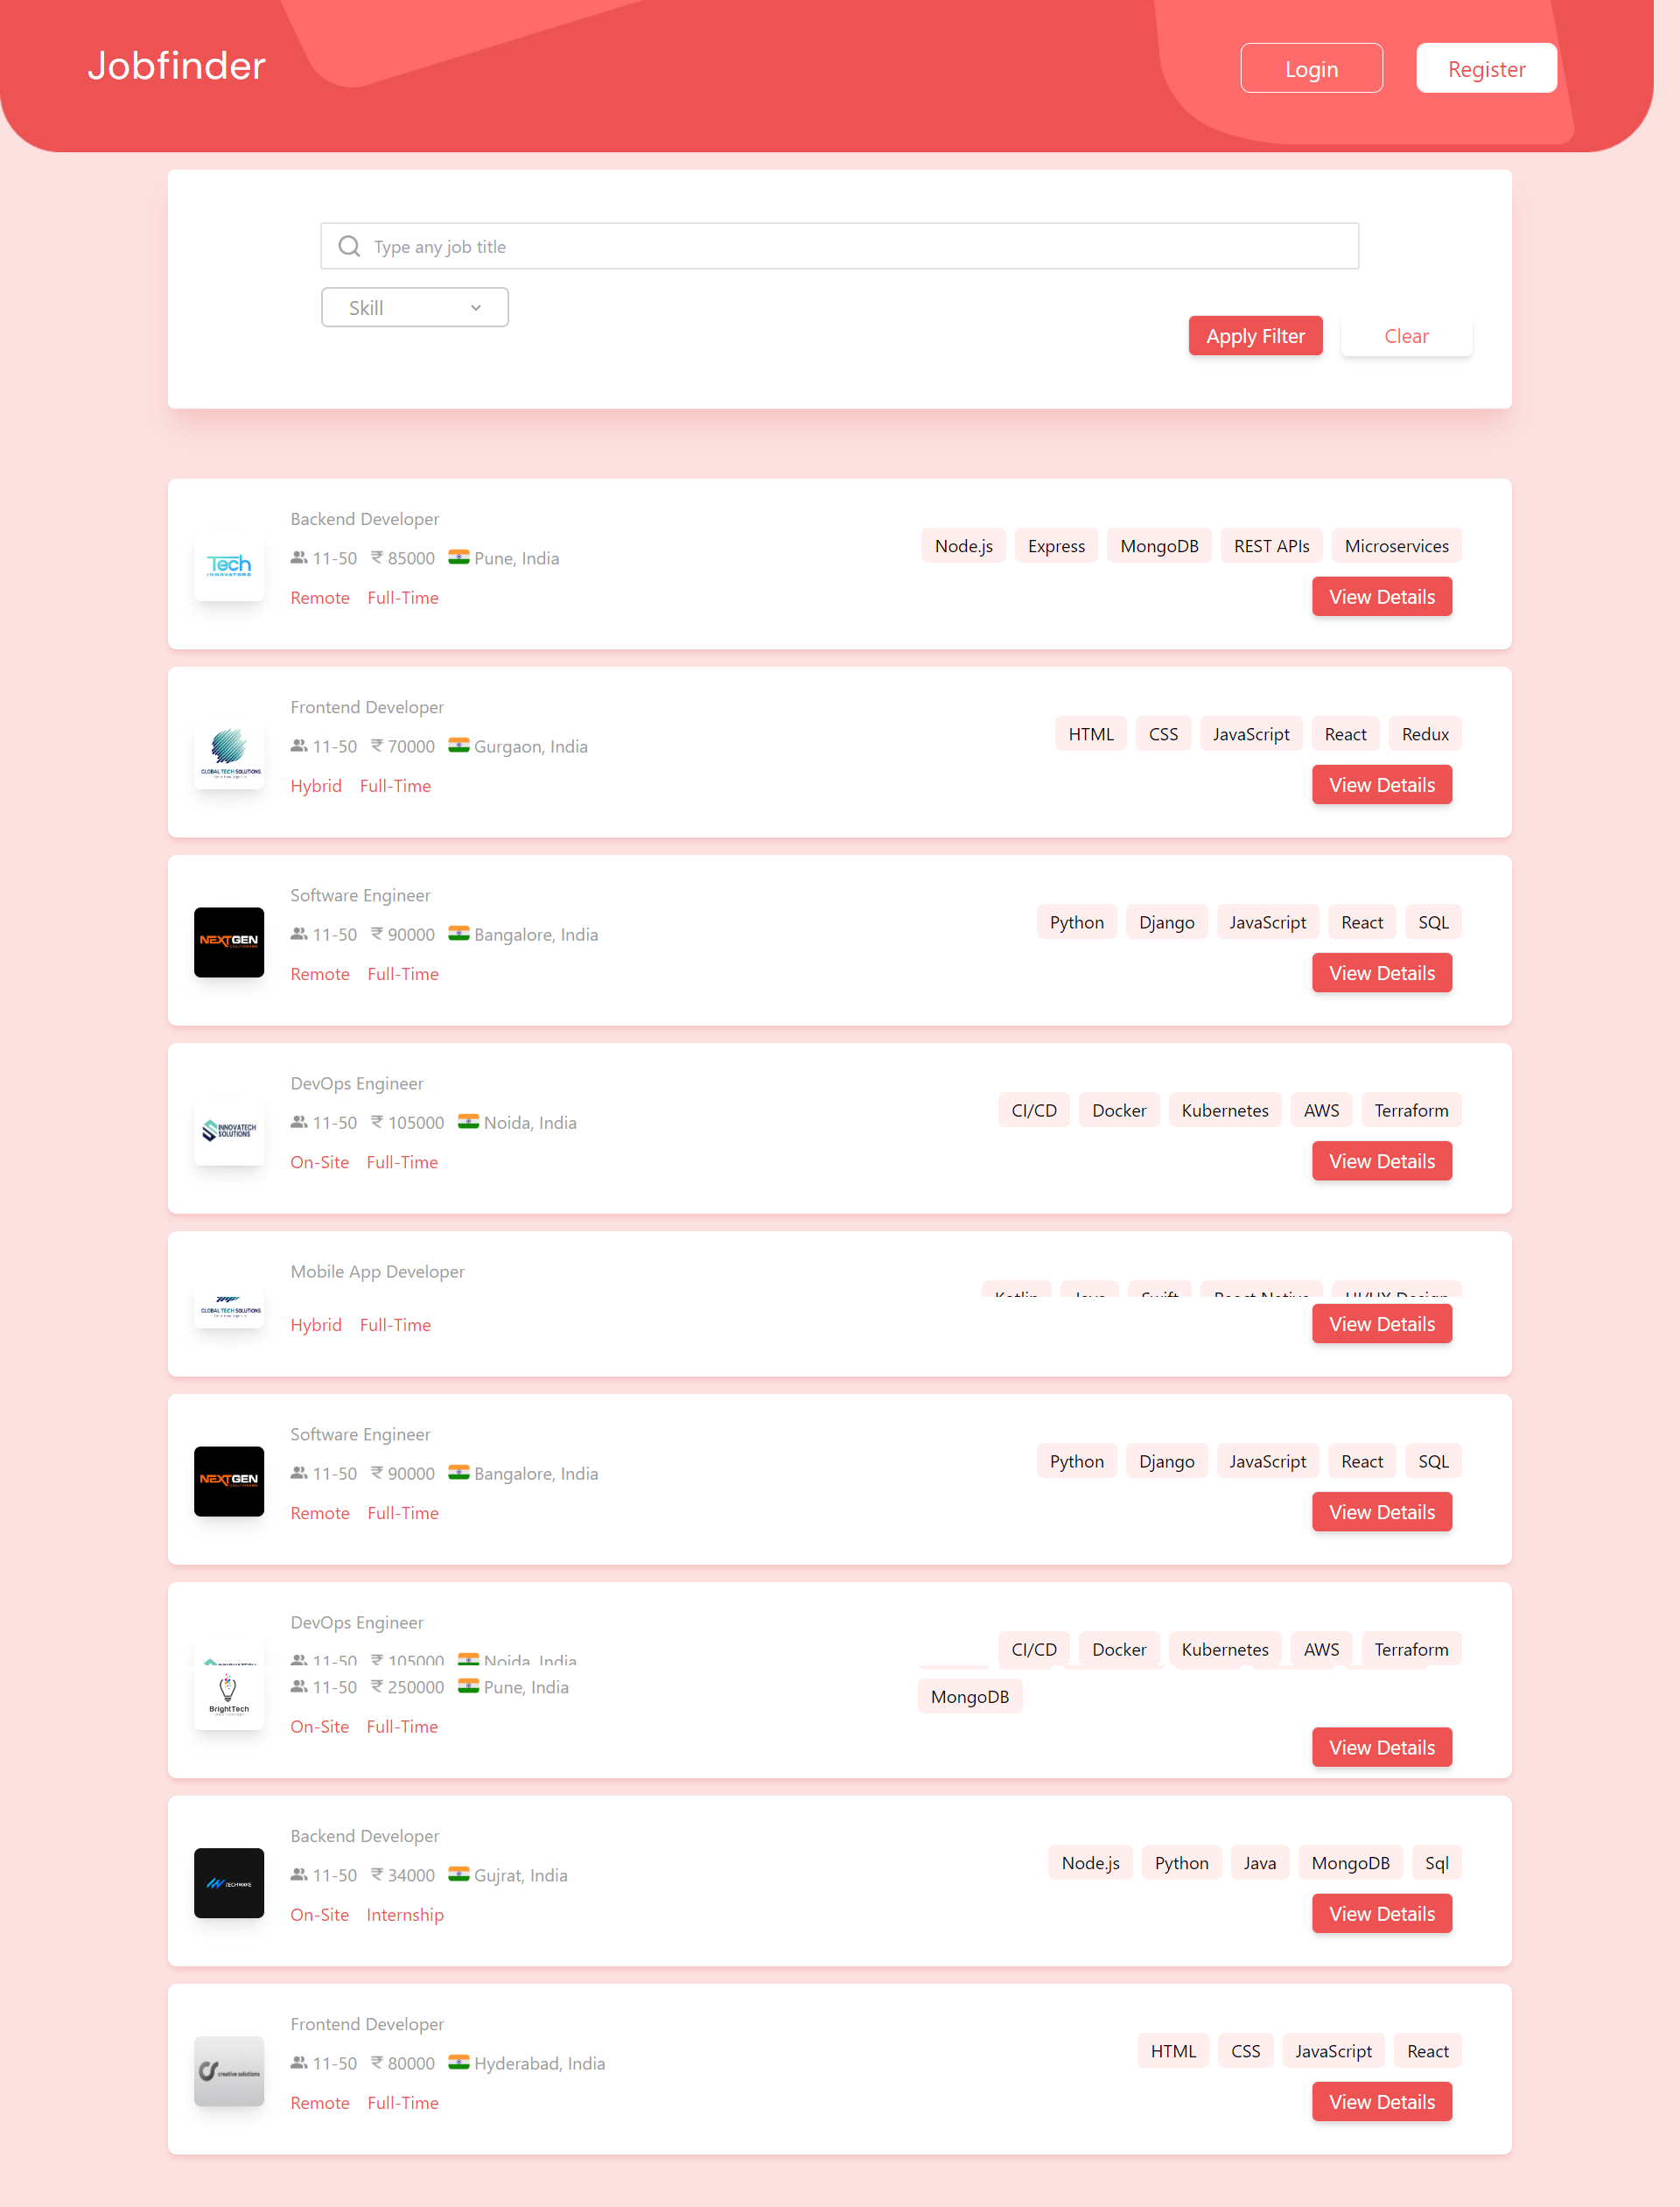 Jobfinder
Login
Register
Type any job title
Skill
Apply Filter
Clear
Backend Developer
Tech
INNOVATORS
11-50 ₹ 85000 Pune, India
Remote Full-Time
Node.js Express MongoDB REST APIs Microservices
View Details
Frontend Developer
GLOBAL TECH SOLUTIONS
11-50 ₹ 70000 Gurgaon, India
Hybrid Full-Time
HTML CSS JavaScript React Redux
View Details
Software Engineer
NEXTGEN
11-50 ₹ 90000 Bangalore, India
Remote Full-Time
Python Django JavaScript React SQL
View Details
DevOps Engineer
INNOVATECH
SOLUTIONS
11-50 ₹ 105000 Noida, India
On-Site Full-Time
CI/CD Docker Kubernetes AWS Terraform
View Details
Mobile App Developer
GLOBAL TECH SOLUTIONS
Hybrid Full-Time
Kotlin Java Swift React Native UI/UX Design
View Details
Software Engineer
NEXTGEN
11-50 ₹ 90000 Bangalore, India
Remote Full-Time
Python Django JavaScript React SQL
View Details
DevOps Engineer
11-50 ₹ 105000 Noida, India
CI/CD Docker Kubernetes AWS Terraform
BrightTech
11-50 ₹ 250000 Pune, India
On-Site Full-Time
MongoDB
View Details
Backend Developer
TECHWAVE
11-50 ₹ 34000 Gujrat, India
On-Site Internship
Node.js Python Java MongoDB Sql
View Details
Frontend Developer
creative solutions
11-50 ₹ 80000 Hyderabad, India
Remote Full-Time
HTML CSS JavaScript React
View Details